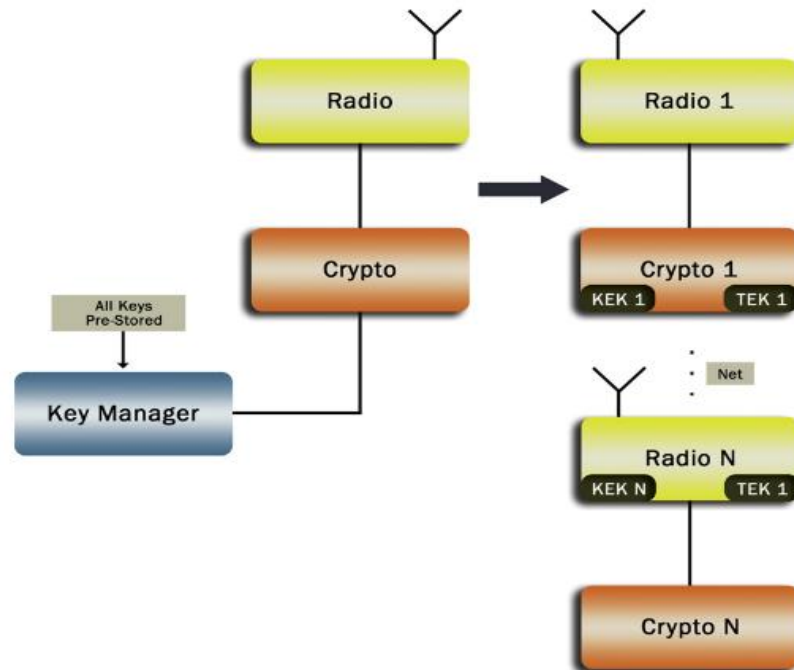 Radio
Radio 1
Crypto
Crypto 1
KEK 1
TEK 1
All Keys
Pre-Stored
Key Manager
Net
Radio N
KEK N
TEK 1
Crypto N